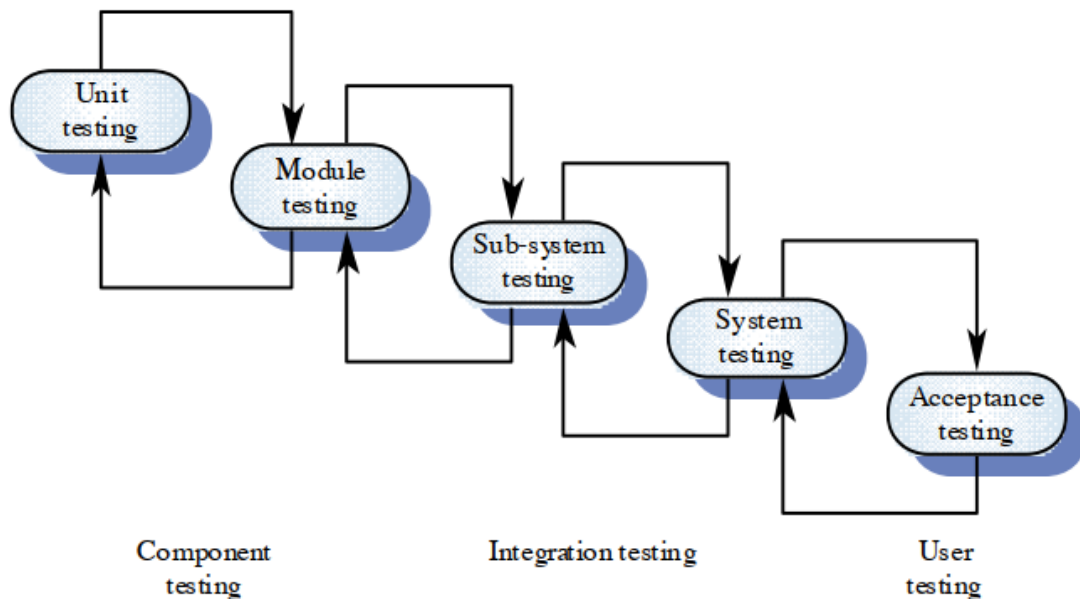 Unit
testing
Module
testing
Sub-system
testing
System
testing
Acceptance
testing
Component
testing
Integration testing
User
testing